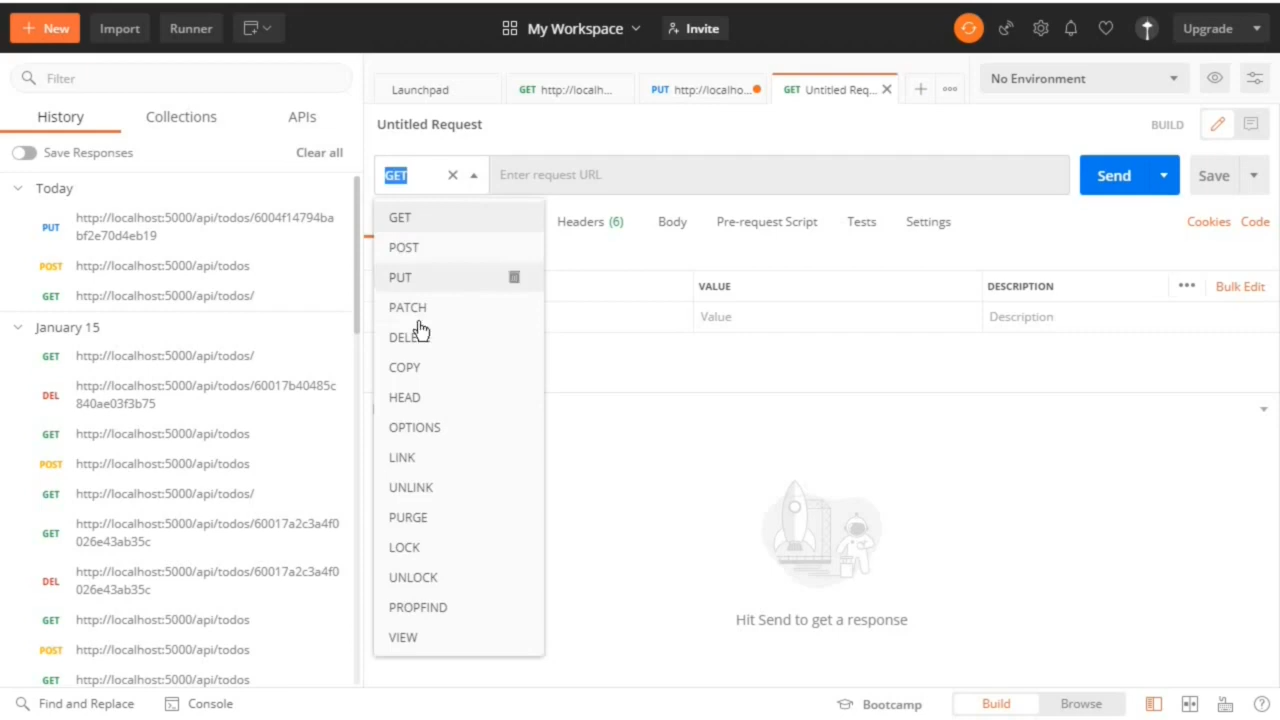 New
Import
Runner
My Workspace
Invite
Upgrade
Filter
History
Collections
APIs
Save Responses
Clear all
Today
PUT http://localhost:5000/api/todos/6004f14794ba
bf2e70d4eb19
POST http://localhost:5000/api/todos
GET http://localhost:5000/api/todos/
January 15
GET http://localhost:5000/api/todos/
DEL http://localhost:5000/api/todos/60017b40485c
840ae03f3b75
GET http://localhost:5000/api/todos
POST http://localhost:5000/api/todos
GET http://localhost:5000/api/todos/
GET http://localhost:5000/api/todos/60017a2c3a4f0
026e43ab35c
DEL http://localhost:5000/api/todos/60017a2c3a4f0
026e43ab35c
GET http://localhost:5000/api/todos
POST http://localhost:5000/api/todos
GET http://localhost:5000/api/todos
Launchpad
GET http://localh...
PUT http://localho...
GET Untitled Req...
No Environment
Untitled Request
BUILD
GET
Enter request URL
Send
Save
GET
POST
PUT
PATCH
DELE
COPY
HEAD
OPTIONS
LINK
UNLINK
PURGE
LOCK
UNLOCK
PROPFIND
VIEW
Headers (6)
Body
Pre-request Script
Tests
Settings
Cookies
Code
VALUE
DESCRIPTION
Bulk Edit
Value
Description
Hit Send to get a response
Find and Replace
Console
Bootcamp
Build
Browse